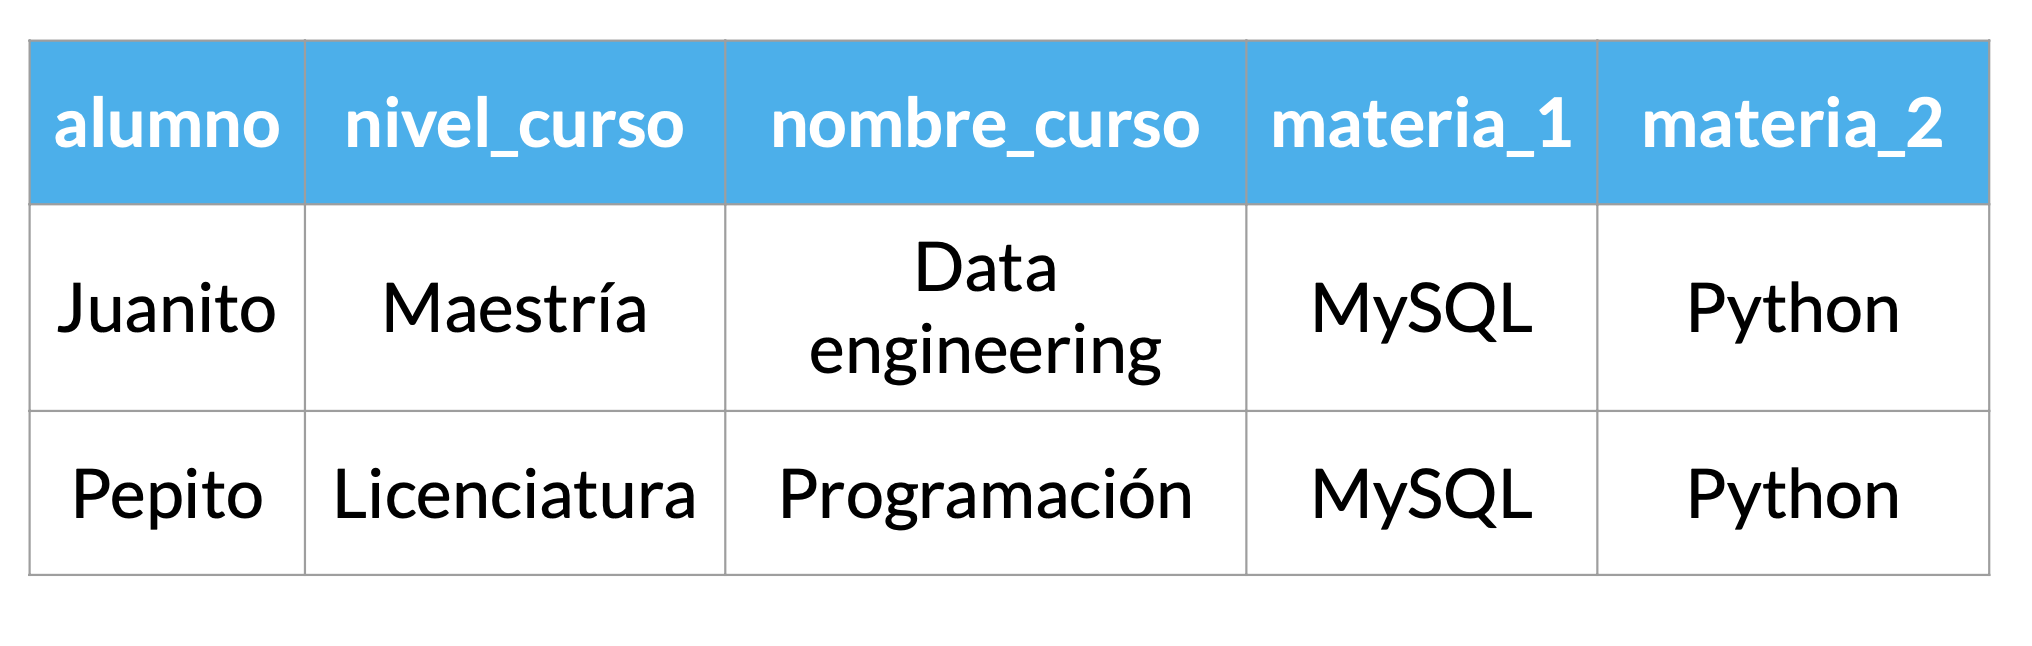 alumno nivel_curso nombre_curso materia_1 materia_2
Juanito Maestría Data engineering MySQL Python
Pepito Licenciatura Programación MySQL Python